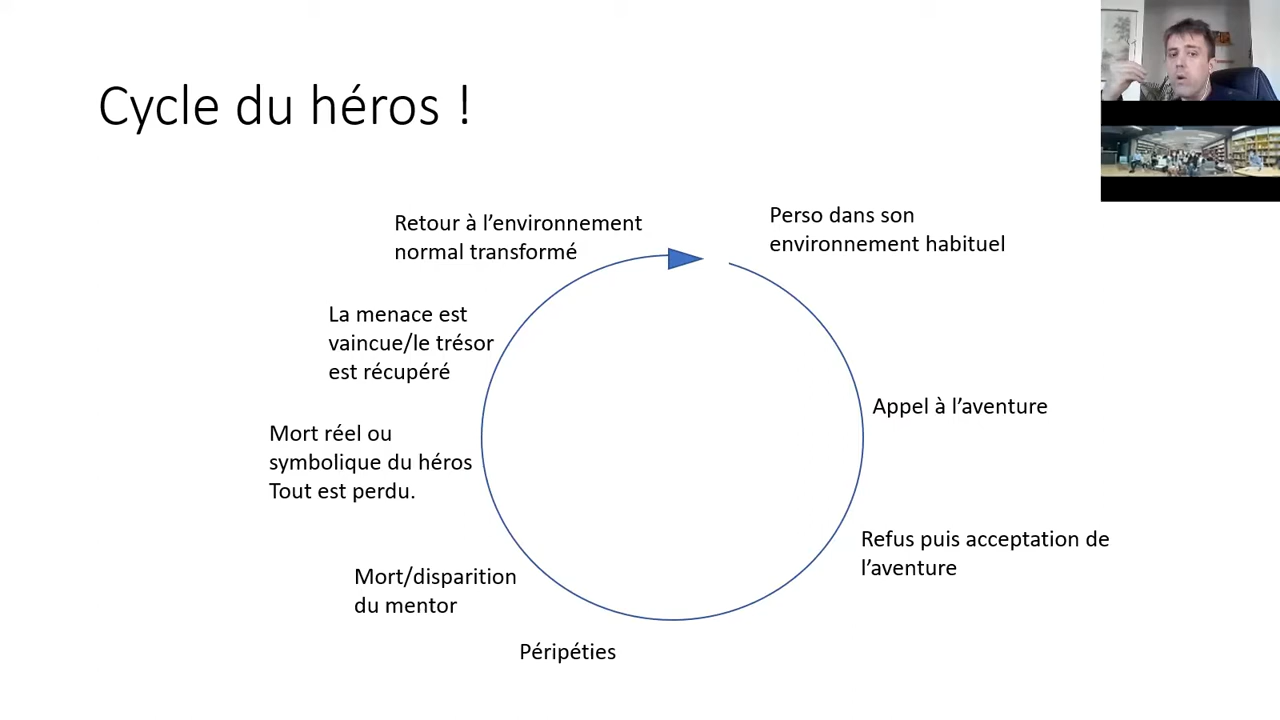 Cycle du héros !
Perso dans son
environnement habituel
Appel à l’aventure
Refus puis acceptation de
l’aventure
Péripéties
Mort/disparition
du mentor
Mort réel ou
symbolique du héros
Tout est perdu.
La menace est
vaincue/le trésor
est récupéré
Retour à l’environnement
normal transformé